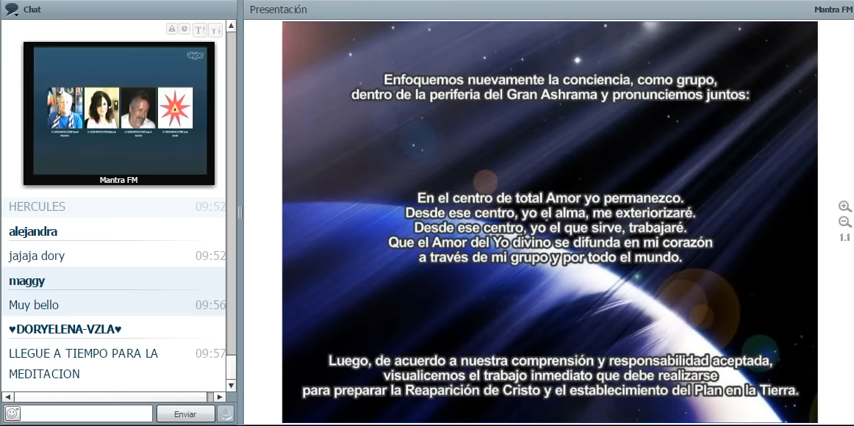 Chat
skype
Mantra FM
HERCULES 09:52
alejandra
jajaja dory 09:52
maggy
Muy bello 09:56
♥DORYELENA-VZLA♥
LLEGUE A TIEMPO PARA LA 09:57
MEDITACION
Enviar
Presentación Mantra FM
Enfoquemos nuevamente la conciencia, como grupo,
dentro de la periferia del Gran Ashrama y pronunciemos juntos:
En el centro de total Amor yo permanezco.
Desde ese centro, yo el alma, me exteriorizaré.
Desde ese centro, yo el que sirve, trabajaré.
Que el Amor del Yo divino se difunda en mi corazón
a través de mi grupo y por todo el mundo.
Luego, de acuerdo a nuestra comprensión y responsabilidad aceptada,
visualicemos el trabajo inmediato que debe realizarse
para preparar la Reaparición de Cristo y el establecimiento del Plan en la Tierra.
1.1